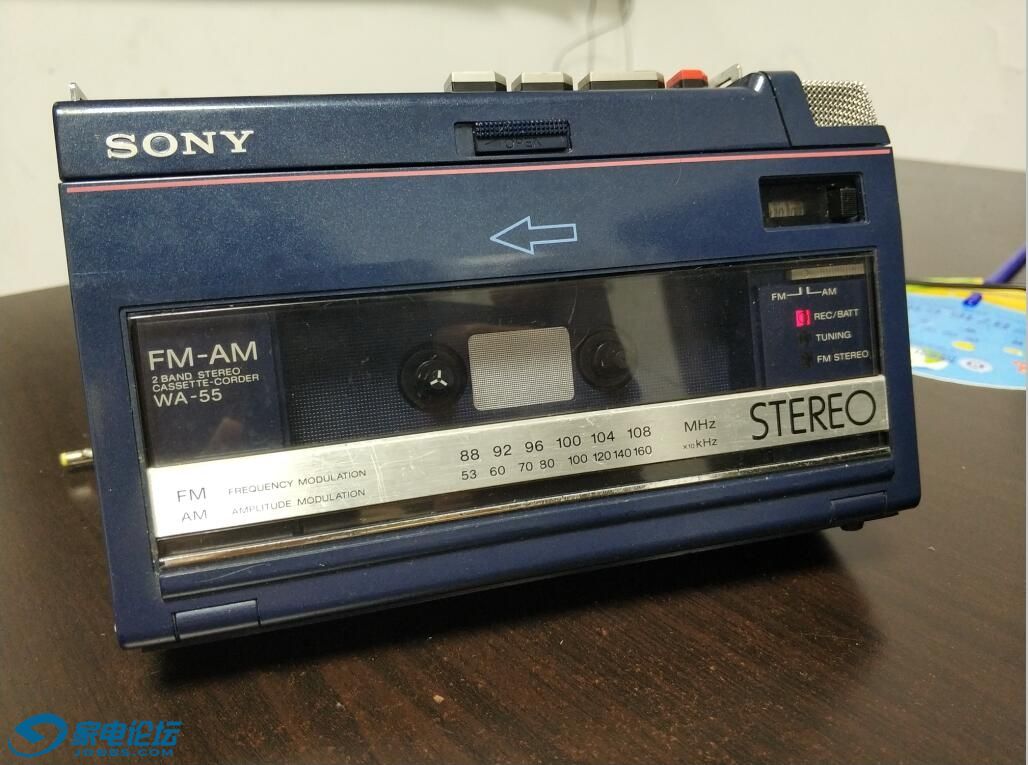 SONY
OPEN
FM AM
REC/BATT
TUNING
FM STEREO
FM-AM
2 BAND STEREO
CASSETTE-CORDER
WA-55
STEREO
88 92 96 100 104 108 MHz
53 60 70 80 100 120 140 160 x10 kHz
FM FREQUENCY MODULATION
AM AMPLITUDE MODULATION
家电论坛
JDBBS.COM